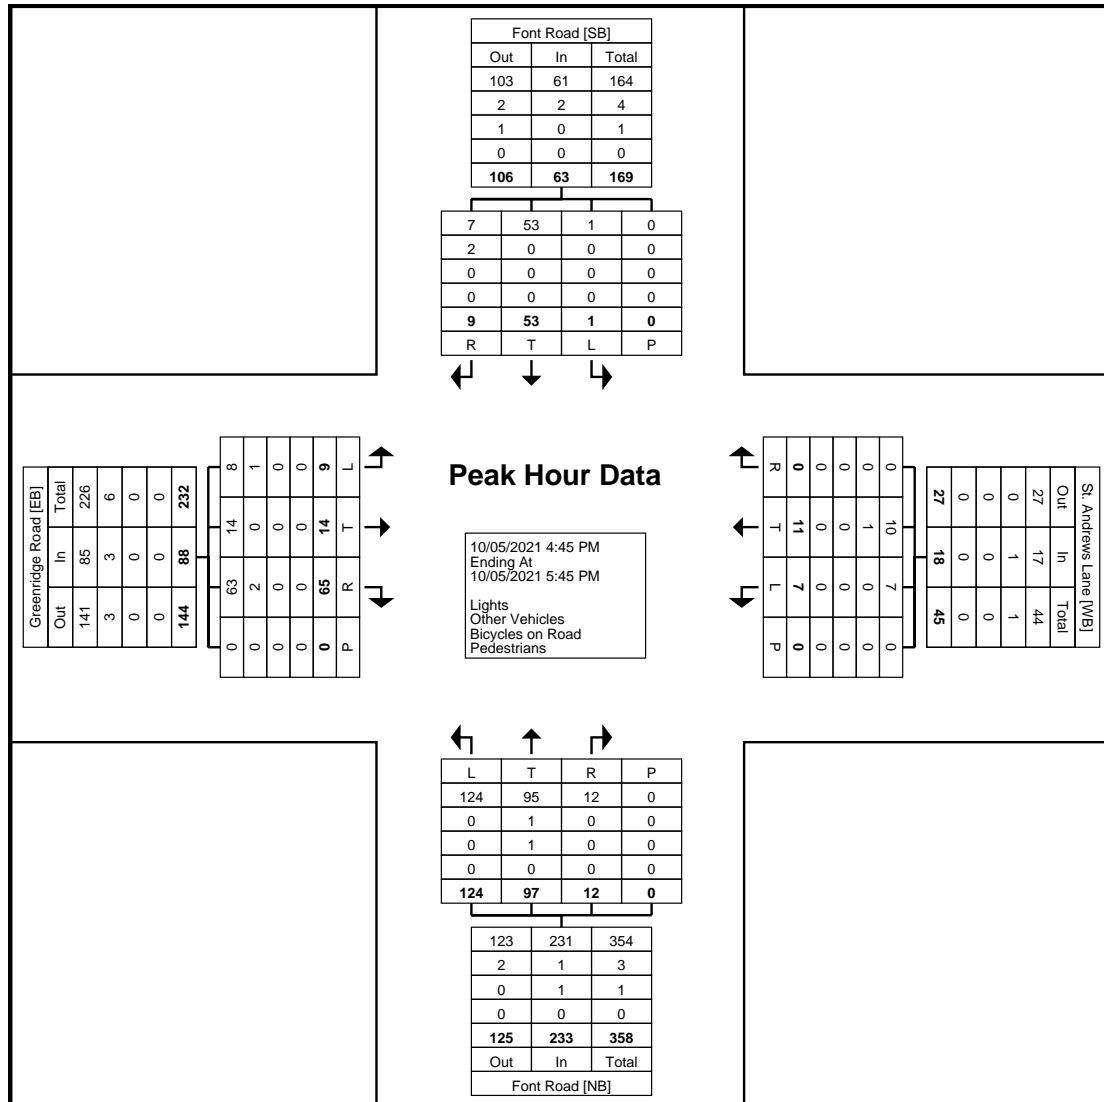 Font Road [SB]
Out In Total
103 61 164
2 2 4
1 0 1
0 0 0
106 63 169
7 53 1 0
2 0 0 0
0 0 0 0
0 0 0 0
9 53 1 0
R T L P
Greenridge Road [EB]
Total In Out
226 85 141
6 3 3
0 0 0
0 0 0
232 88 144
8 14 63 0
1 0 2 0
0 0 0 0
0 0 0 0
9 14 65 0
L T R P
Peak Hour Data
10/05/2021 4:45 PM
Ending At
10/05/2021 5:45 PM
Lights
Other Vehicles
Bicycles on Road
Pedestrians
R T L P
0 11 7 0
0 0 0 0
0 0 0 0
0 1 0 0
0 10 7 0
27 18 45
0 0 0
0 0 0
0 1 1
27 17 44
Out In Total
St. Andrews Lane [WB]
L T R P
124 95 12 0
0 1 0 0
0 1 0 0
0 0 0 0
124 97 12 0
123 231 354
2 1 3
0 1 1
0 0 0
125 233 358
Out In Total
Font Road [NB]